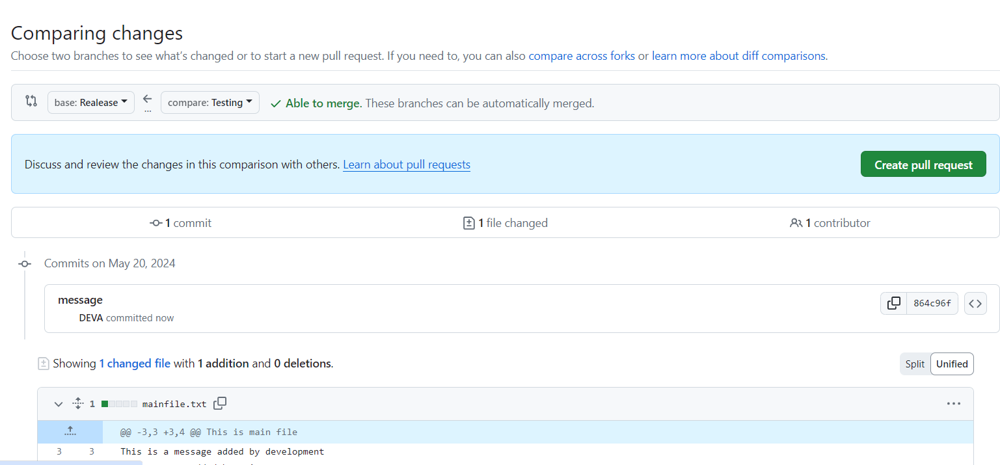 Comparing changes
Choose two branches to see what's changed or to start a new pull request. If you need to, you can also compare across forks or learn more about diff comparisons.
base: Realease ... compare: Testing Able to merge. These branches can be automatically merged.
Discuss and review the changes in this comparison with others. Learn about pull requests Create pull request
1 commit 1 file changed 1 contributor
Commits on May 20, 2024
message
864c96f
DEVA committed now
Showing 1 changed file with 1 addition and 0 deletions. Split Unified
1 mainfile.txt ...
@@ -3,3 +3,4 @@ This is main file
3 3 This is a message added by development